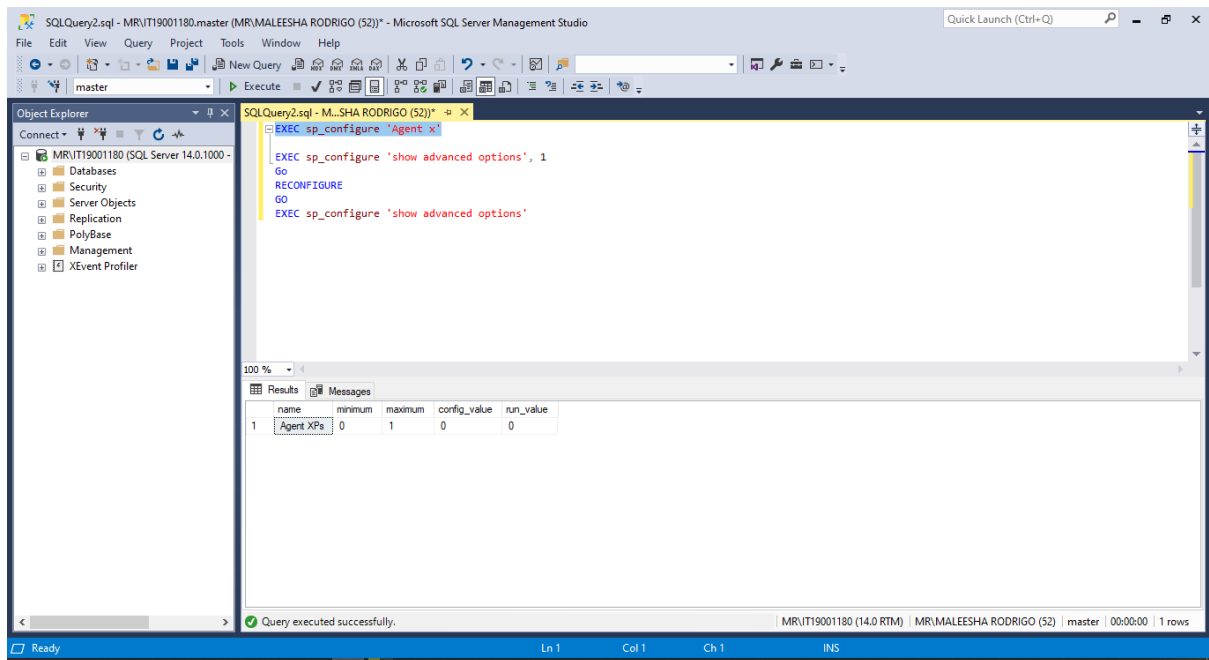 SQLQuery2.sql - MR\IT19001180.master (MR\MALEESHA RODRIGO (52))* - Microsoft SQL Server Management Studio
Quick Launch (Ctrl+Q)
File Edit View Query Project Tools Window Help
New Query
MDX DMX XMLA DAX
master
Execute
Object Explorer
SQLQuery2.sql - M...SHA RODRIGO (52))*
Connect
MR\IT19001180 (SQL Server 14.0.1000 -
Databases
Security
Server Objects
Replication
PolyBase
Management
XEvent Profiler
EXEC sp_configure 'Agent x'
EXEC sp_configure 'show advanced options', 1
Go
RECONFIGURE
GO
EXEC sp_configure 'show advanced options'
100 %
Results Messages
name minimum maximum config_value run_value
1 Agent XPs 0 1 0 0
Query executed successfully.
MR\IT19001180 (14.0 RTM) MR\MALEESHA RODRIGO (52) master 00:00:00 1 rows
Ready Ln 1 Col 1 Ch 1 INS